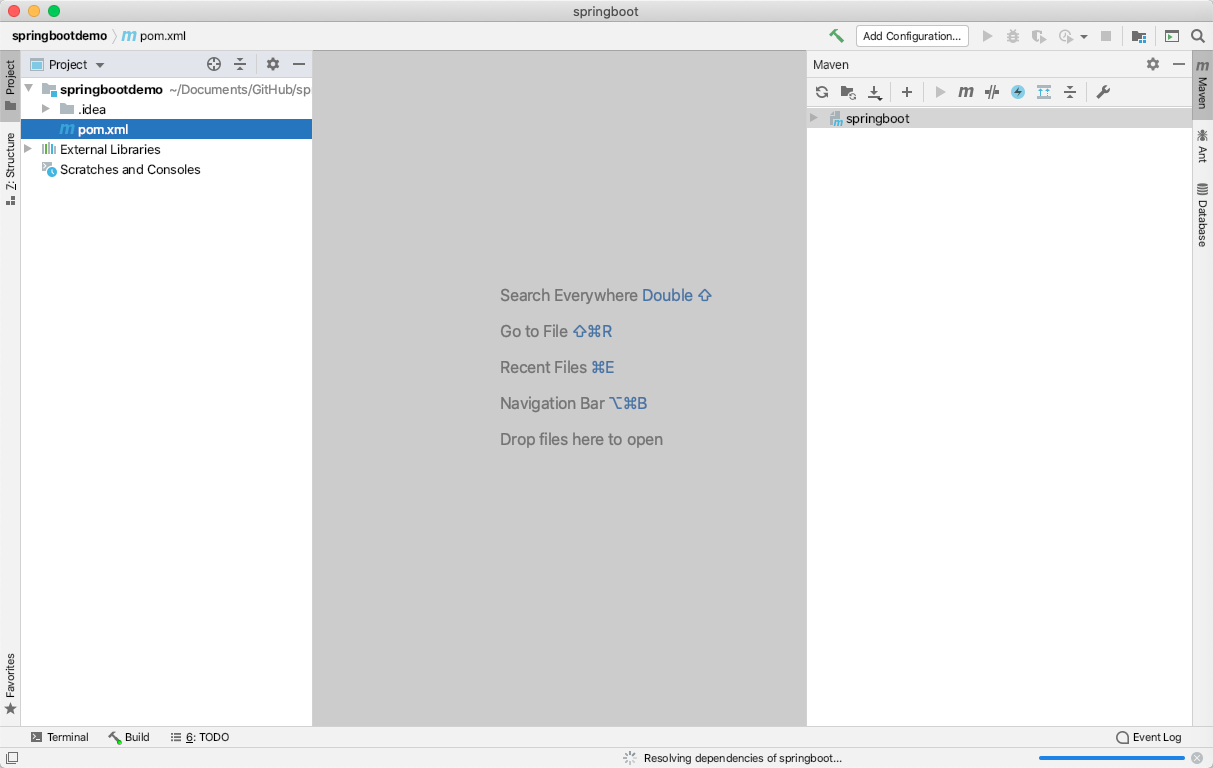 springboot
springbootdemo
pom.xml
Add Configuration...
Project
Project
springbootdemo ~/Documents/GitHub/sp
.idea
pom.xml
External Libraries
Scratches and Consoles
Z: Structure
Favorites
Search Everywhere Double ⇧
Go to File ⇧⌘R
Recent Files ⌘E
Navigation Bar ⌥⌘B
Drop files here to open
Maven
springboot
Maven
Ant
Database
Terminal
Build
6: TODO
Event Log
Resolving dependencies of springboot...